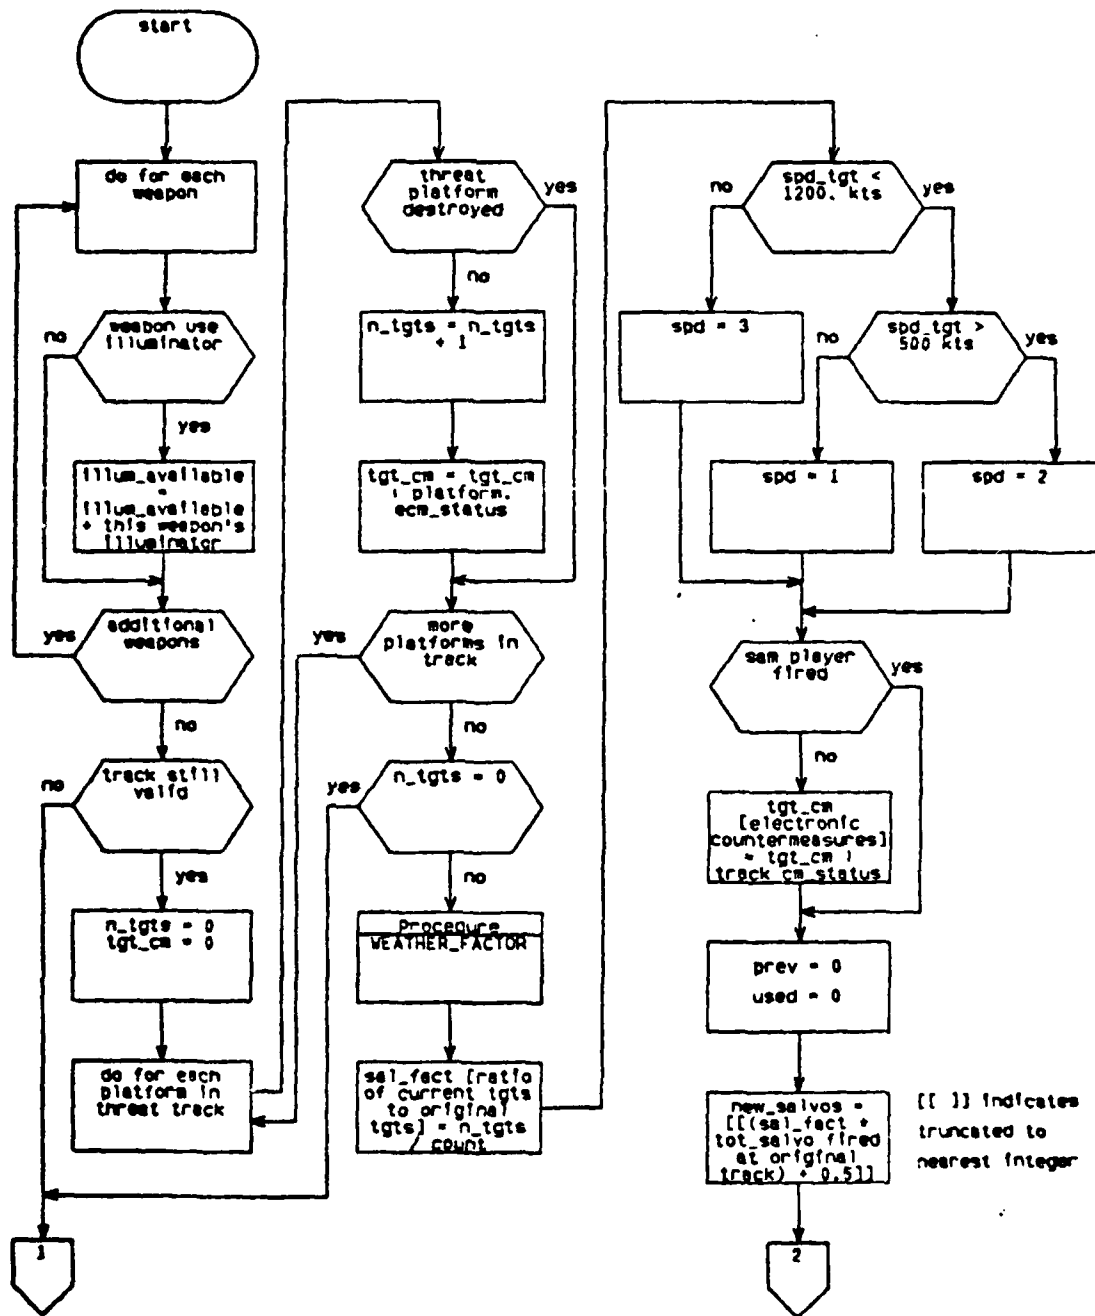 start
do for each
weapon
no
weapon use
illuminator
yes
illum_available
=
illum_available
+ this weapon's
illuminator
yes
additional
weapons
no
no
track still
valid
yes
n_tgts = 0
tgt_cm = 0
do for each
platform in
threat track
1
threat
platform
destroyed
yes
no
n_tgts = n_tgts
+ 1
tgt_cm = tgt_cm
| platform.
ecm_status
yes
more
platforms in
track
no
yes
n_tgts = 0
no
Procedure
WEATHER_FACTOR
sal_fact [ratio
of current tgts
to original
tgts] = n_tgts
/ count
no
spd_tgt <
1200. kts
yes
spd = 3
no
spd_tgt >
500 kts
yes
spd = 1
spd = 2
sam player
fired
yes
no
tgt_cm
[electronic
countermeasures]
= tgt_cm |
track cm_status
prev = 0
used = 0
new_salvos =
[[(sal_fact *
tot_salvo fired
at original
track) + 0.5]]
[[ ]] indicates
truncated to
nearest integer
2